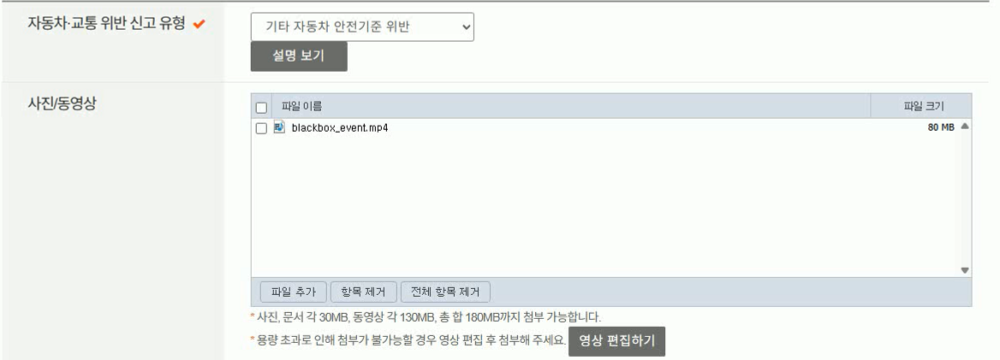 자동차·교통 위반 신고 유형
기타 자동차 안전기준 위반
설명 보기
사진/동영상
파일 이름 파일 크기
blackbox_event.mp4 80 MB
파일 추가 항목 제거 전체 항목 제거
* 사진, 문서 각 30MB, 동영상 각 130MB, 총 합 180MB까지 첨부 가능합니다.
* 용량 초과로 인해 첨부가 불가능할 경우 영상 편집 후 첨부해 주세요. 영상 편집하기